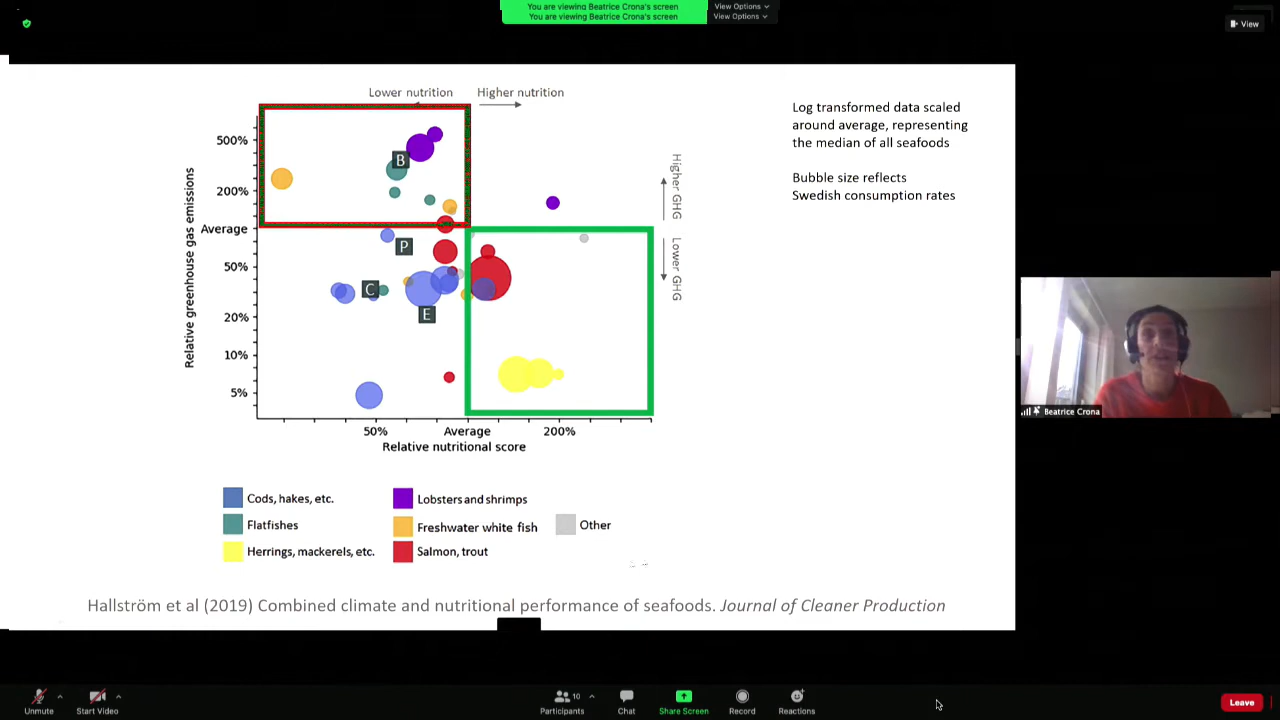 You are viewing Beatrice Crona's screen
View Options
You are viewing Beatrice Crona's screen
View Options
View
Lower nutrition
Higher nutrition
Log transformed data scaled
around average, representing
the median of all seafoods
Bubble size reflects
Swedish consumption rates
Relative greenhouse gas emissions
500%
200%
Average
50%
20%
10%
5%
B
P
C
E
Higher GHG
Lower GHG
50%
Average
200%
Relative nutritional score
Cods, hakes, etc.
Lobsters and shrimps
Flatfishes
Freshwater white fish
Other
Herrings, mackerels, etc.
Salmon, trout
Hallström et al (2019) Combined climate and nutritional performance of seafoods. Journal of Cleaner Production
Beatrice Crona
Unmute
Start Video
Participants
10
Chat
Share Screen
Record
Reactions
Leave